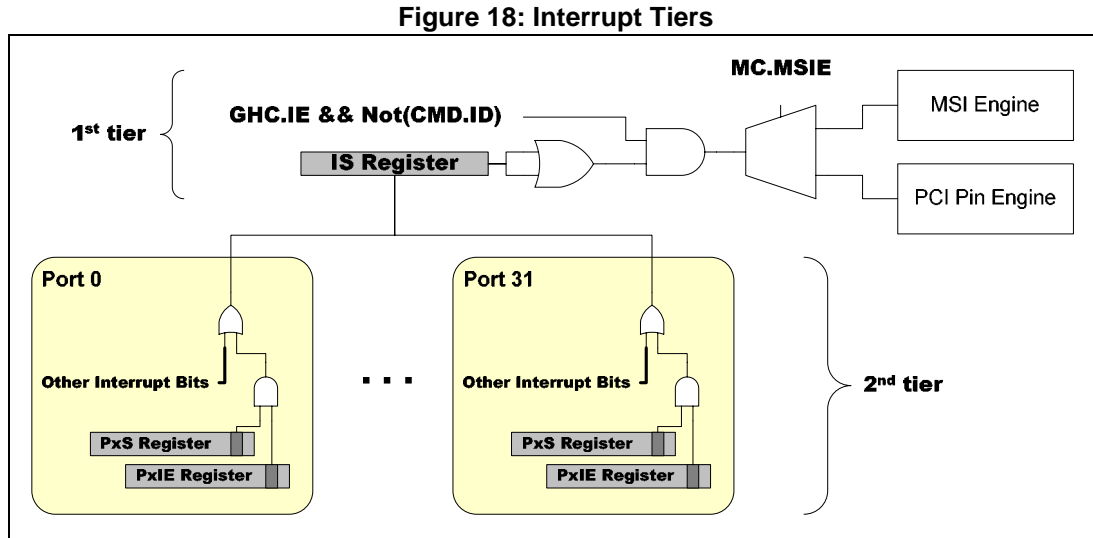 Figure 18: Interrupt Tiers
MC.MSIE
MSI Engine
GHC.IE && Not(CMD.ID)
1st tier
IS Register
PCI Pin Engine
Port 0
Port 31
Other Interrupt Bits
. . .
Other Interrupt Bits
2nd tier
PxS Register
PxS Register
PxIE Register
PxIE Register